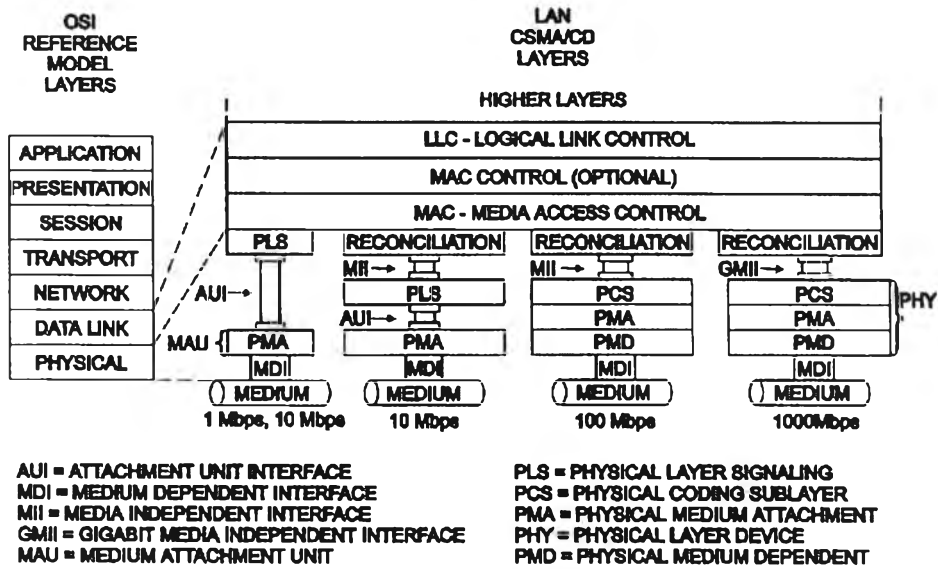 OSI
REFERENCE
MODEL
LAYERS
LAN
CSMA/CD
LAYERS
HIGHER LAYERS
APPLICATION
PRESENTATION
SESSION
TRANSPORT
NETWORK
DATA LINK
PHYSICAL
LLC - LOGICAL LINK CONTROL
MAC CONTROL (OPTIONAL)
MAC - MEDIA ACCESS CONTROL
PLS
AUI
MAU
PMA
MDI
MEDIUM
1 Mbps, 10 Mbps
RECONCILIATION
MII
PLS
AUI
PMA
MDI
MEDIUM
10 Mbps
RECONCILIATION
MII
PCS
PMA
PMD
MDI
MEDIUM
100 Mbps
RECONCILIATION
GMII
PCS
PMA
PMD
PHY
MDI
MEDIUM
1000Mbps
AUI = ATTACHMENT UNIT INTERFACE
MDI = MEDIUM DEPENDENT INTERFACE
MII = MEDIA INDEPENDENT INTERFACE
GMII = GIGABIT MEDIA INDEPENDENT INTERFACE
MAU = MEDIUM ATTACHMENT UNIT
PLS = PHYSICAL LAYER SIGNALING
PCS = PHYSICAL CODING SUBLAYER
PMA = PHYSICAL MEDIUM ATTACHMENT
PHY = PHYSICAL LAYER DEVICE
PMD = PHYSICAL MEDIUM DEPENDENT